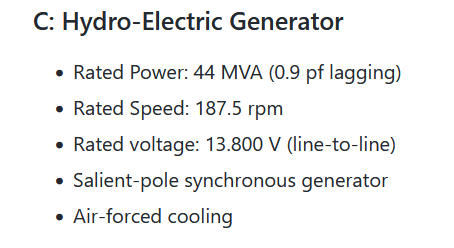 C: Hydro-Electric Generator
• Rated Power: 44 MVA (0.9 pf lagging)
• Rated Speed: 187.5 rpm
• Rated voltage: 13.800 V (line-to-line)
• Salient-pole synchronous generator
• Air-forced cooling